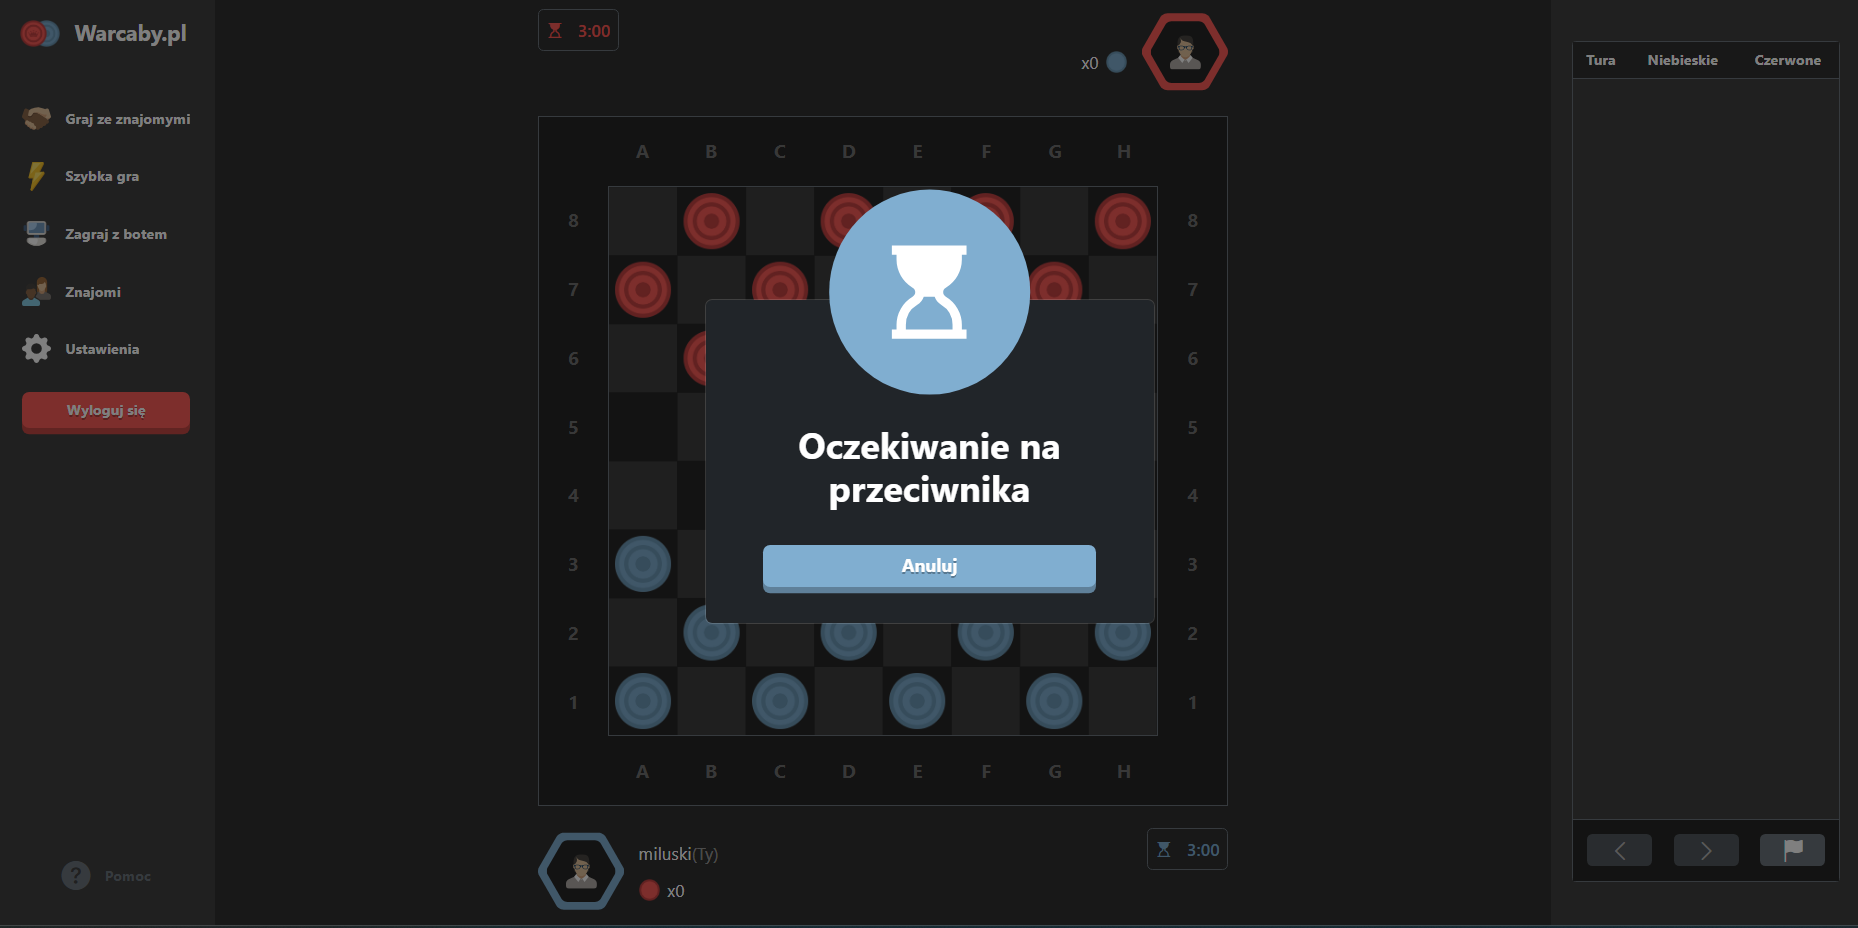 Warcaby.pl
Graj ze znajomymi
Szybka gra
Zagraj z botem
Znajomi
Ustawienia
Wyloguj się
? Pomoc
3:00
x0
A B C D E F G H
8 8
7 7
6 6
5 5
4 4
3 3
2 2
1 1
A B C D E F G H
Oczekiwanie na
przeciwnika
Anuluj
miluski(Ty)
x0
3:00
Tura Niebieskie Czerwone